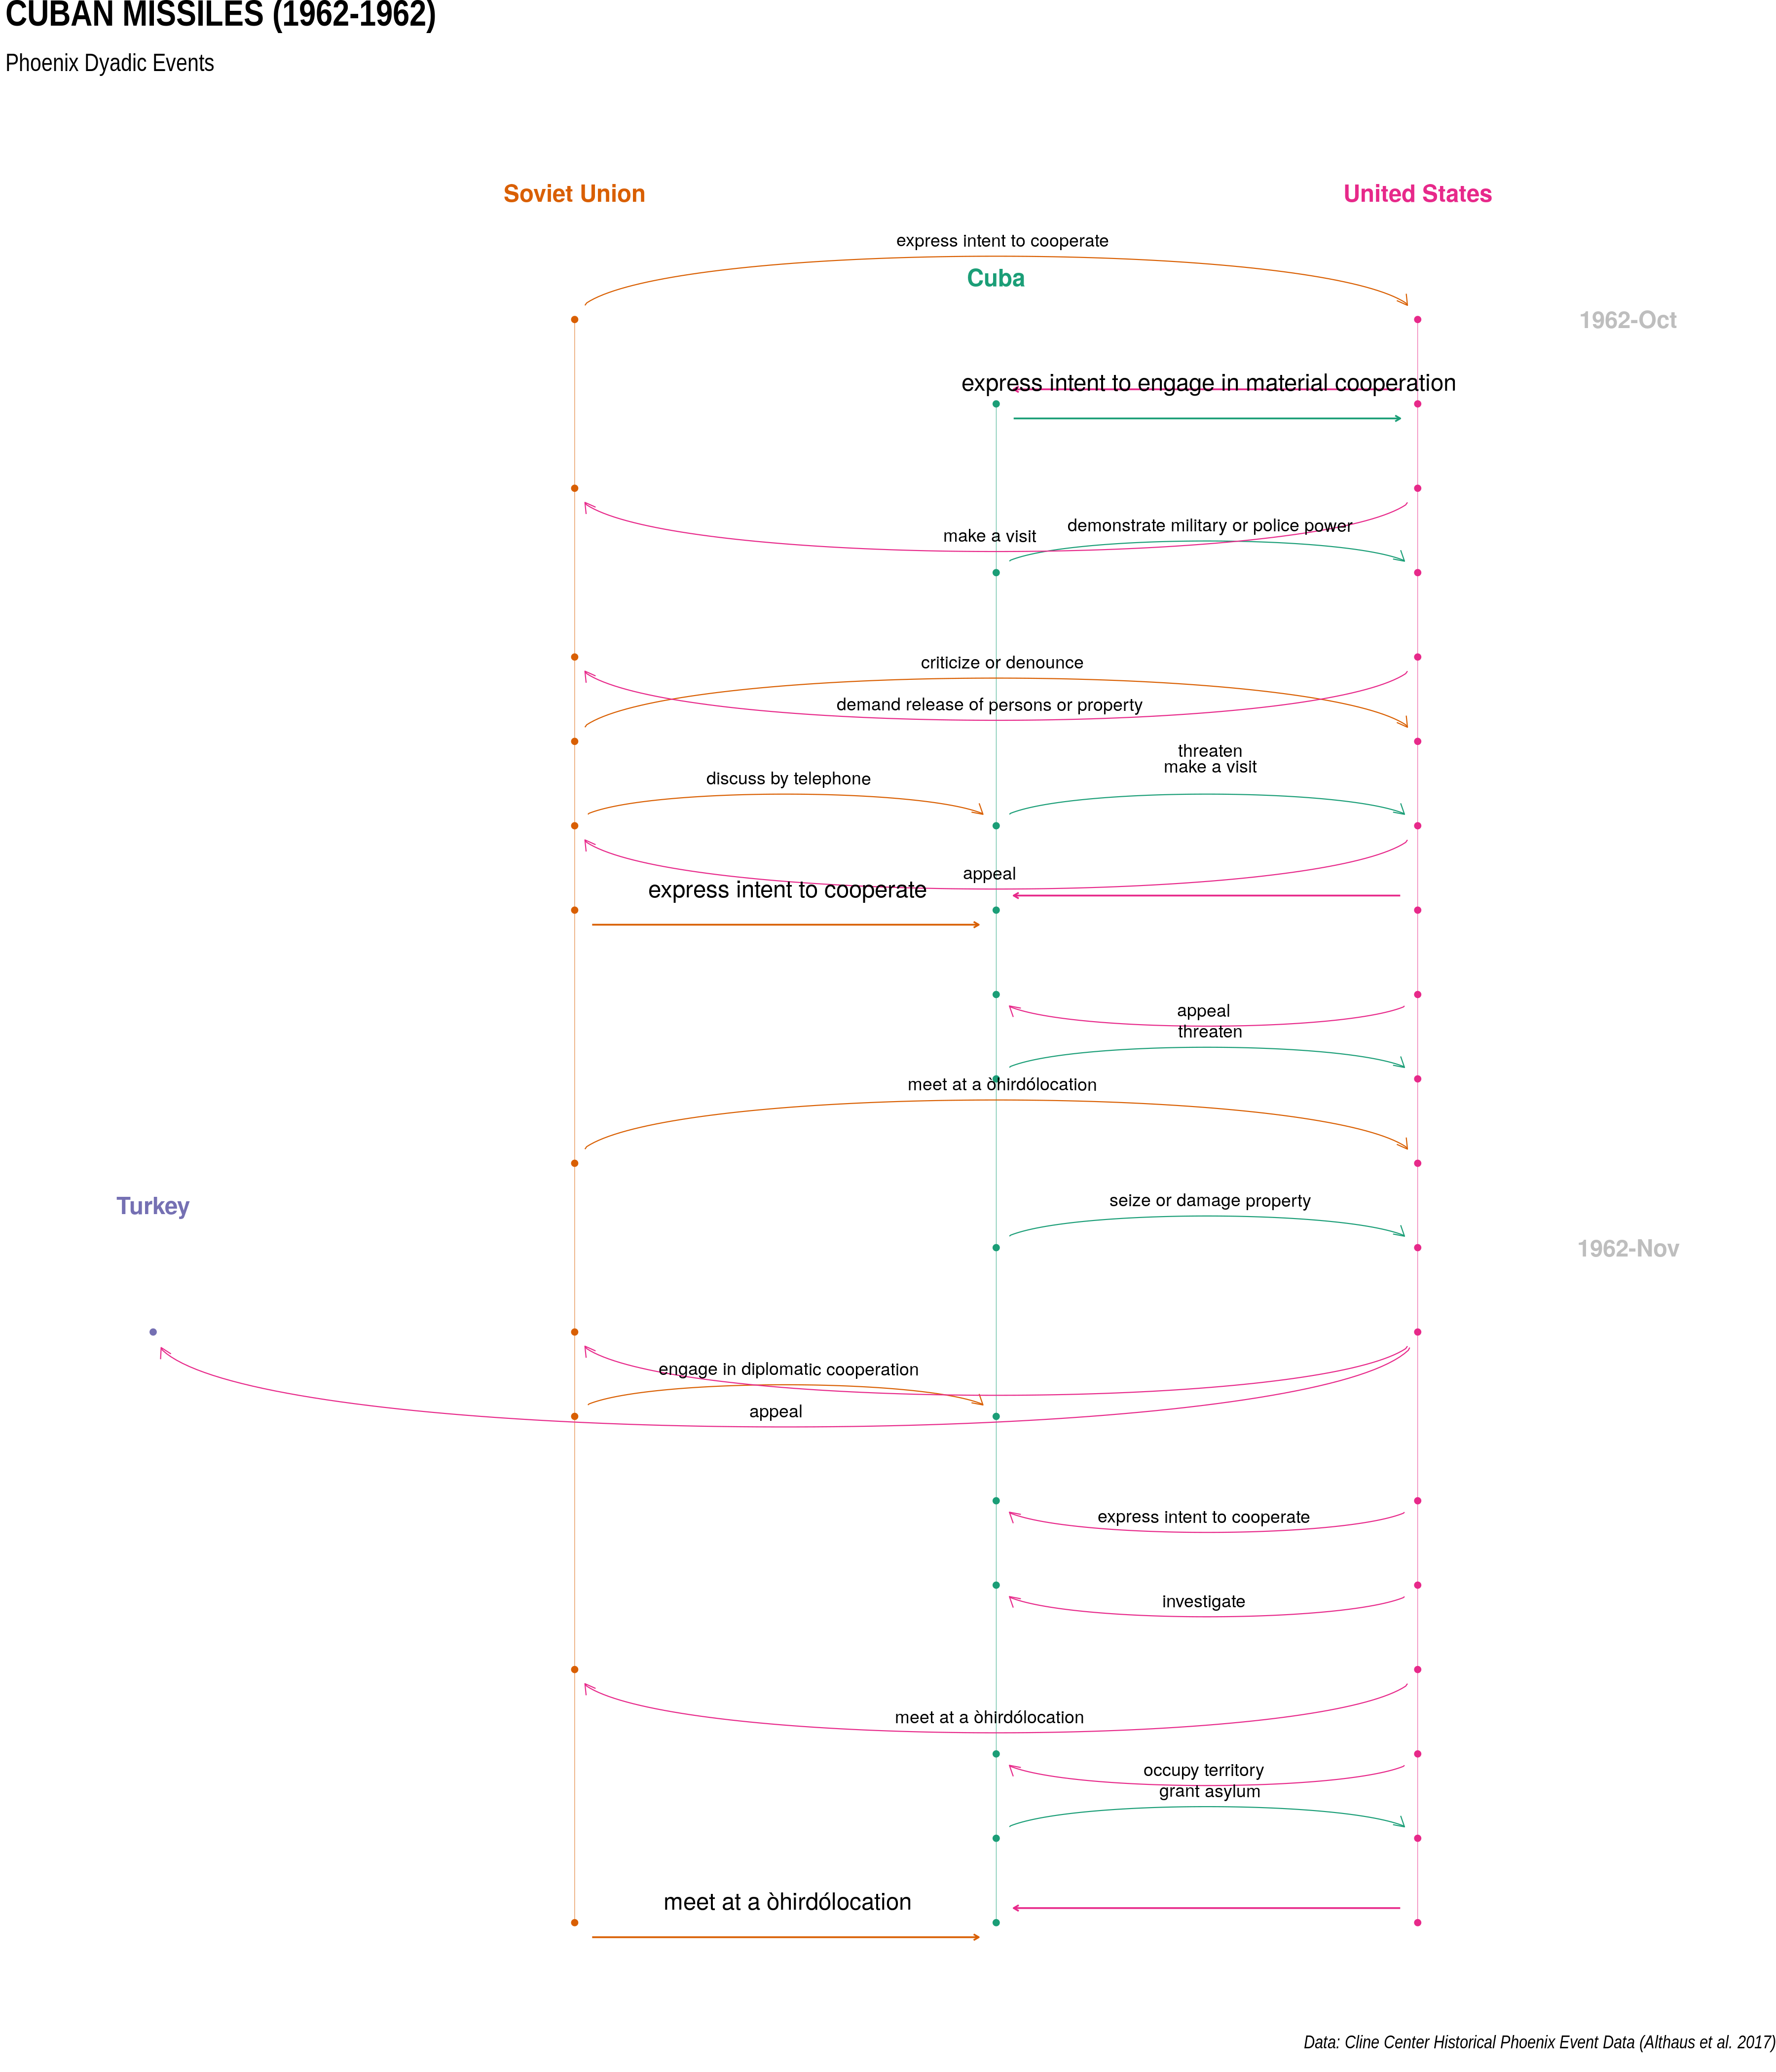 CUBAN MISSILES (1962-1962)
Phoenix Dyadic Events
Soviet Union
United States
express intent to cooperate
Cuba
1962-Oct
express intent to engage in material cooperation
demonstrate military or police power
make a visit
criticize or denounce
demand release of persons or property
threaten
make a visit
discuss by telephone
appeal
express intent to cooperate
appeal
threaten
meet at a òhirdólocation
Turkey
seize or damage property
1962-Nov
engage in diplomatic cooperation
appeal
express intent to cooperate
investigate
meet at a òhirdólocation
occupy territory
grant asylum
meet at a òhirdólocation
Data: Cline Center Historical Phoenix Event Data (Althaus et al. 2017)